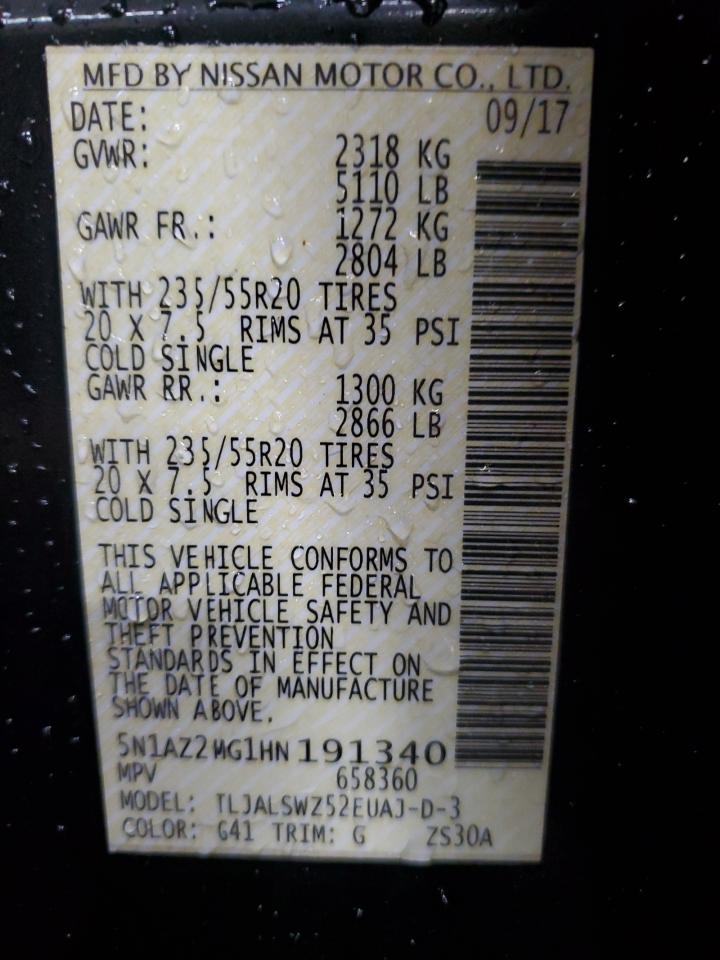 MFD BY NISSAN MOTOR CO., LTD.
DATE: 09/17
GVWR: 2318 KG
5110 LB
GAWR FR.: 1272 KG
2804 LB
WITH 235/55R20 TIRES
20 X 7.5 RIMS AT 35 PSI
COLD SINGLE
GAWR RR.: 1300 KG
2866 LB
WITH 235/55R20 TIRES
20 X 7.5 RIMS AT 35 PSI
COLD SINGLE
THIS VEHICLE CONFORMS TO
ALL APPLICABLE FEDERAL
MOTOR VEHICLE SAFETY AND
THEFT PREVENTION
STANDARDS IN EFFECT ON
THE DATE OF MANUFACTURE
SHOWN ABOVE.
5N1AZ2MG1HN191340
MPV 658360
MODEL: TLJALSWZ52EUAJ-D-3
COLOR: G41 TRIM: G ZS30A